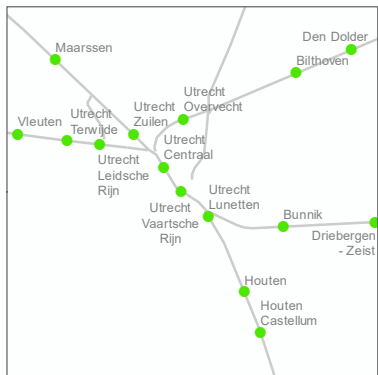 Den Dolder
Maarssen
Bilthoven
Utrecht
Overvecht
Utrecht
Zuilen
Vleuten
Utrecht
Terwijde
Utrecht
Centraal
Utrecht
Leidsche
Rijn
Utrecht
Lunetten
Utrecht
Vaartsche
Rijn
Bunnik
Driebergen
- Zeist
Houten
Houten
Castellum